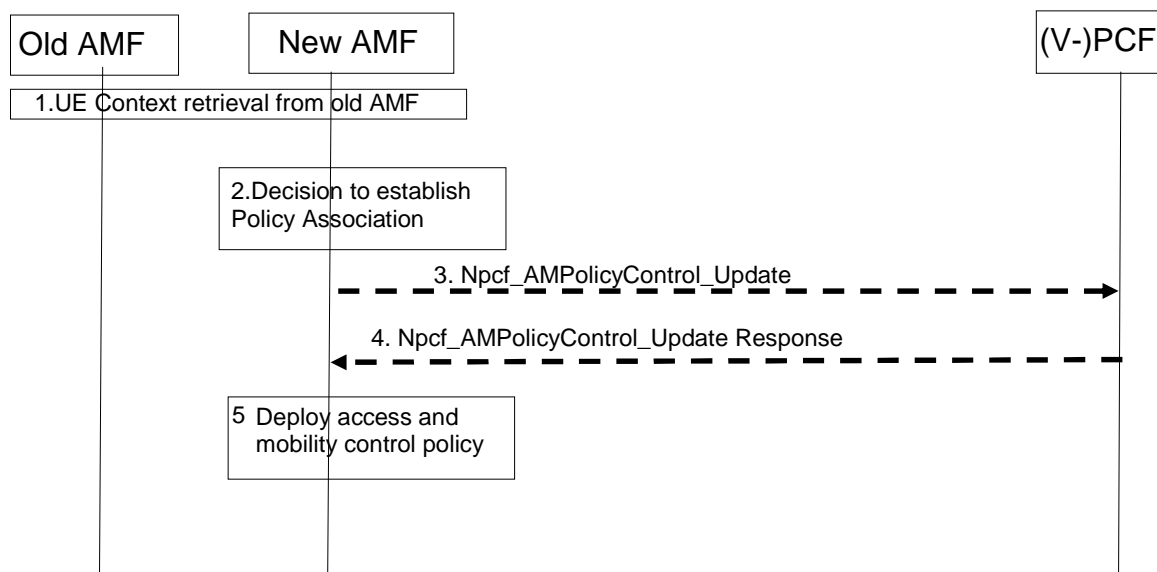 Old AMF
New AMF
(V-)PCF
1.UE Context retrieval from old AMF
2.Decision to establish
Policy Association
3. Npcf_AMPolicyControl_Update
4. Npcf_AMPolicyControl_Update Response
5 Deploy access and
mobility control policy